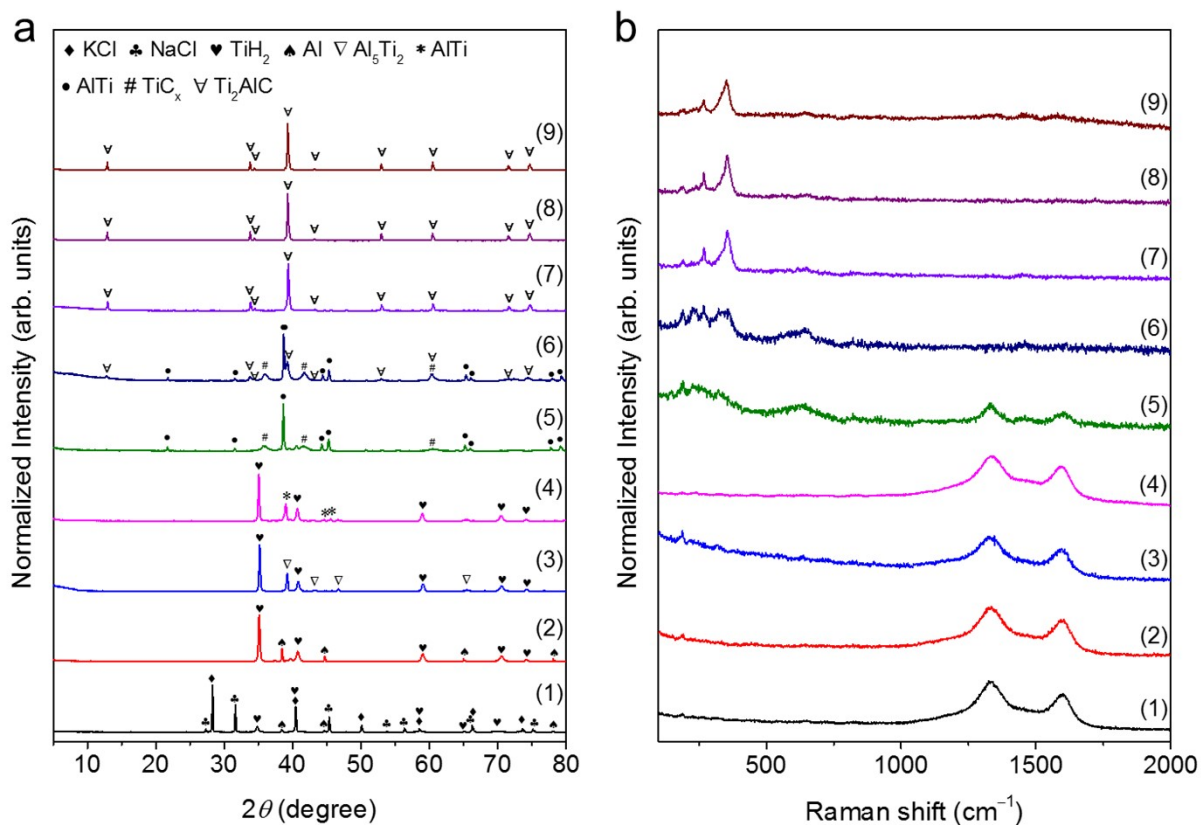 a
♦ KCl ♣ NaCl ♥ TiH₂ ♠ Al ▽ Al₅Ti₂ * AlTi
● AlTi # TiCₓ ∀ Ti₂AlC
(9)
(8)
(7)
(6)
(5)
(4)
(3)
(2)
(1)
Normalized Intensity (arb. units)
10 20 30 40 50 60 70 80
2θ (degree)
b
(9)
(8)
(7)
(6)
(5)
(4)
(3)
(2)
(1)
Normalized Intensity (arb. units)
500 1000 1500 2000
Raman shift (cm⁻¹)